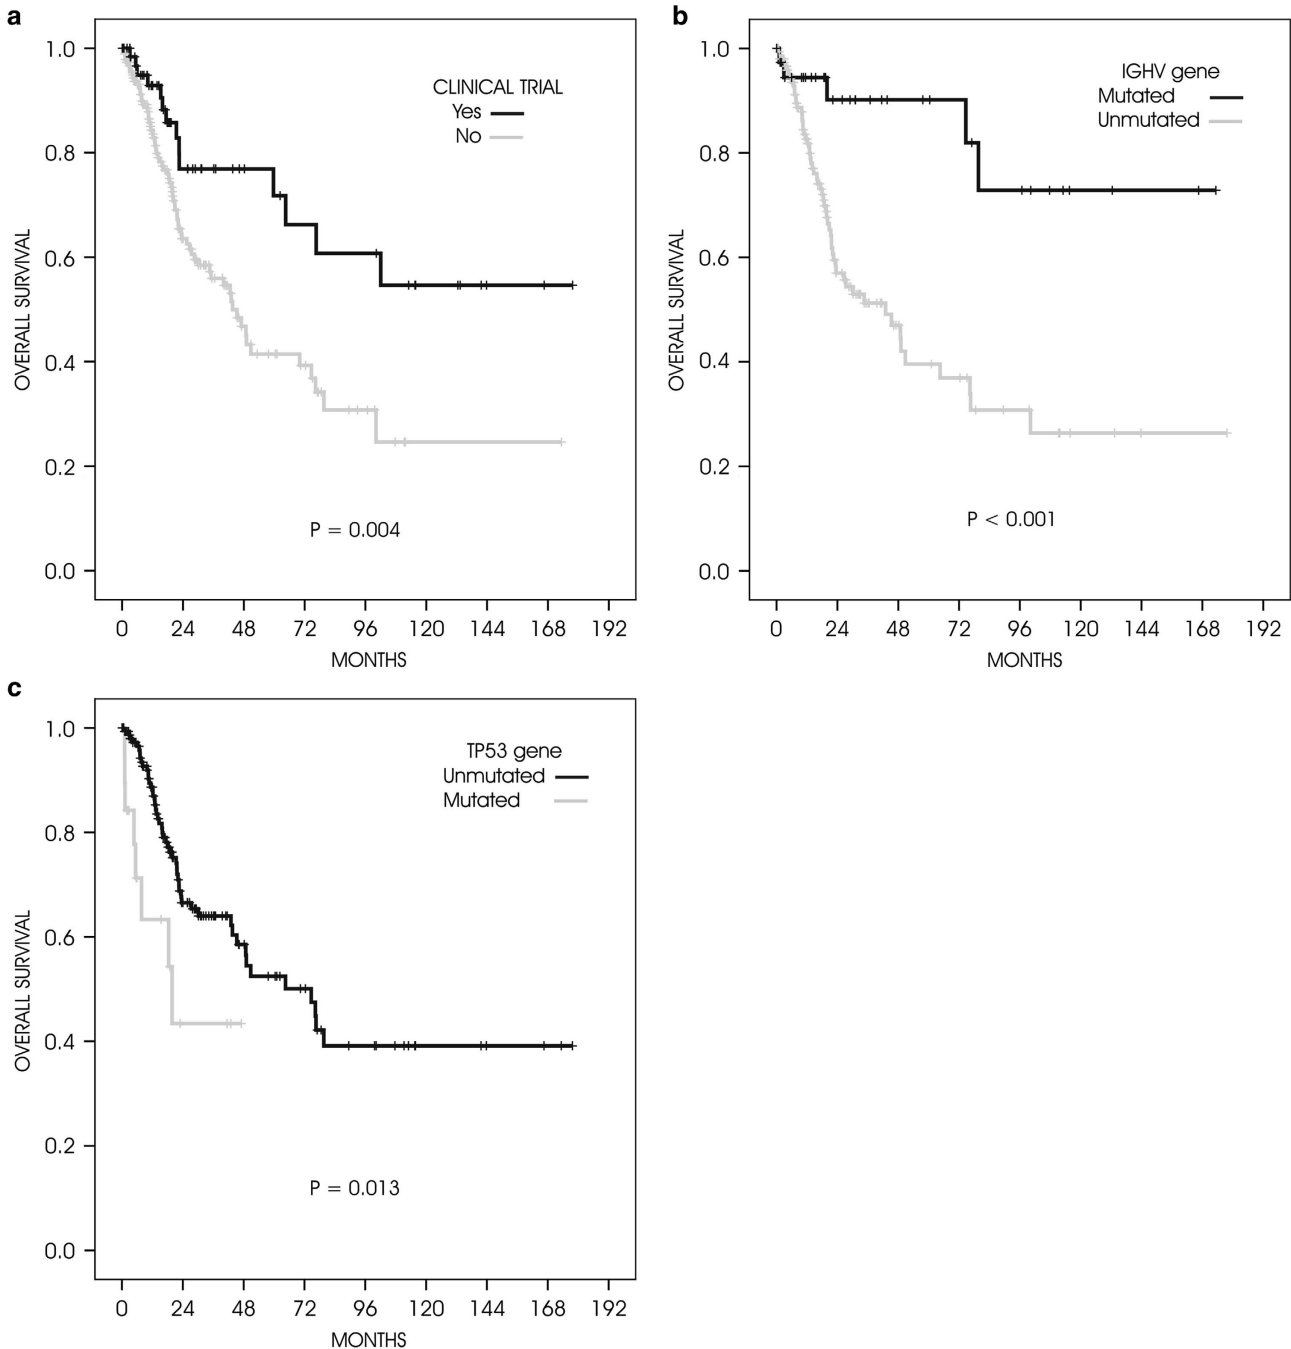 a
1.0
0.8
0.6
0.4
0.2
0.0
OVERALL SURVIVAL
CLINICAL TRIAL
Yes
No
P = 0.004
0 24 48 72 96 120 144 168 192
MONTHS
b
1.0
0.8
0.6
0.4
0.2
0.0
OVERALL SURVIVAL
IGHV gene
Mutated
Unmutated
P < 0.001
0 24 48 72 96 120 144 168 192
MONTHS
c
1.0
0.8
0.6
0.4
0.2
0.0
OVERALL SURVIVAL
TP53 gene
Unmutated
Mutated
P = 0.013
0 24 48 72 96 120 144 168 192
MONTHS